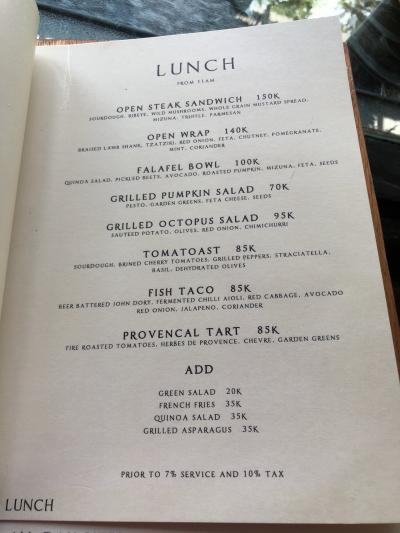 LUNCH
FROM 11AM
OPEN STEAK SANDWICH 150K
SOURDOUGH, RIBEYE, WILD MUSHROOMS, WHOLE GRAIN MUSTARD SPREAD,
MIZUNA, TRUFFLE, PARMESAN
OPEN WRAP 140K
BRAISED LAMB SHANK, TZATZIKI, RED ONION, FETA, CHUTNEY, POMEGRANATE,
MINT, CORIANDER
FALAFEL BOWL 100K
QUINOA SALAD, PICKLED BEETS, AVOCADO, ROASTED PUMPKIN, MIZUNA, FETA, SEEDS
GRILLED PUMPKIN SALAD 70K
PESTO, GARDEN GREENS, FETA CHEESE, SEEDS
GRILLED OCTOPUS SALAD 95K
SAUTEED POTATO, OLIVES, RED ONION, CHIMICHURRI
TOMATOAST 85K
SOURDOUGH, BRINED CHERRY TOMATOES, GRILLED PEPPERS, STRACIATELLA,
BASIL, DEHYDRATED OLIVES
FISH TACO 85K
BEER BATTERED JOHN DORY, FERMENTED CHILLI AIOLI, RED CABBAGE, AVOCADO
RED ONION, JALAPENO, CORIANDER
PROVENCAL TART 85K
FIRE ROASTED TOMATOES, HERBES DE PROVENCE, CHEVRE, GARDEN GREENS
ADD
GREEN SALAD 20K
FRENCH FRIES 35K
QUINOA SALAD 35K
GRILLED ASPARAGUS 35K
PRIOR TO 7% SERVICE AND 10% TAX
LUNCH